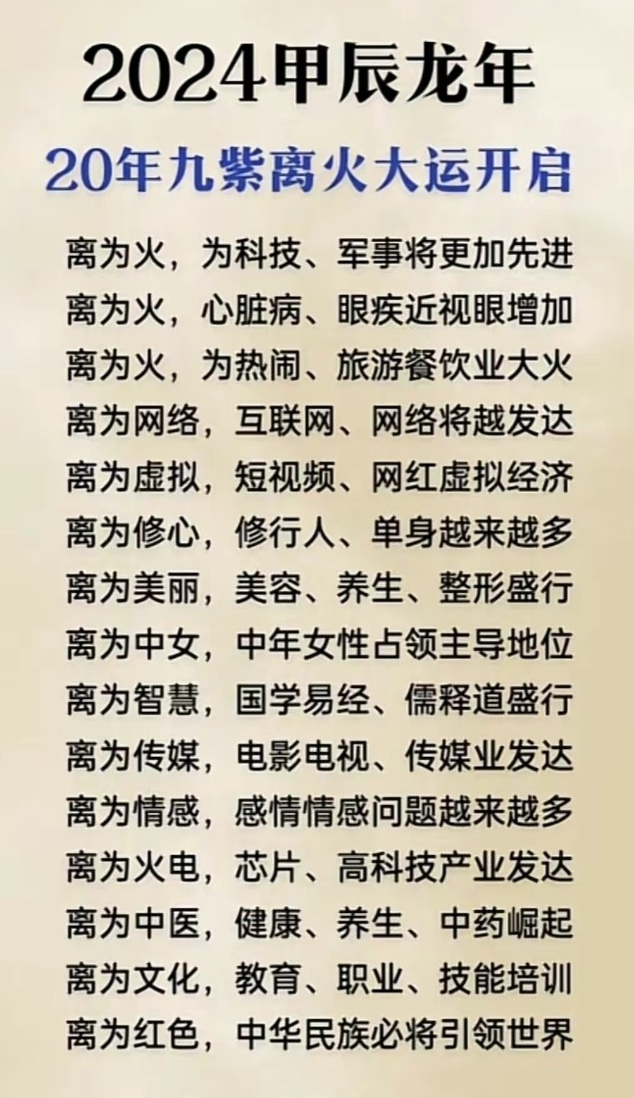 2024甲辰龙年
20年九紫离火大运开启
离为火，为科技、军事将更加先进
离为火，心脏病、眼疾近视眼增加
离为火，为热闹、旅游餐饮业大火
离为网络，互联网、网络将越发达
离为虚拟，短视频、网红虚拟经济
离为修心，修行人、单身越来越多
离为美丽，美容、养生、整形盛行
离为中女，中年女性占领主导地位
离为智慧，国学易经、儒释道盛行
离为传媒，电影电视、传媒业发达
离为情感，感情情感问题越来越多
离为火电，芯片、高科技产业发达
离为中医，健康、养生、中药崛起
离为文化，教育、职业、技能培训
离为红色，中华民族必将引领世界